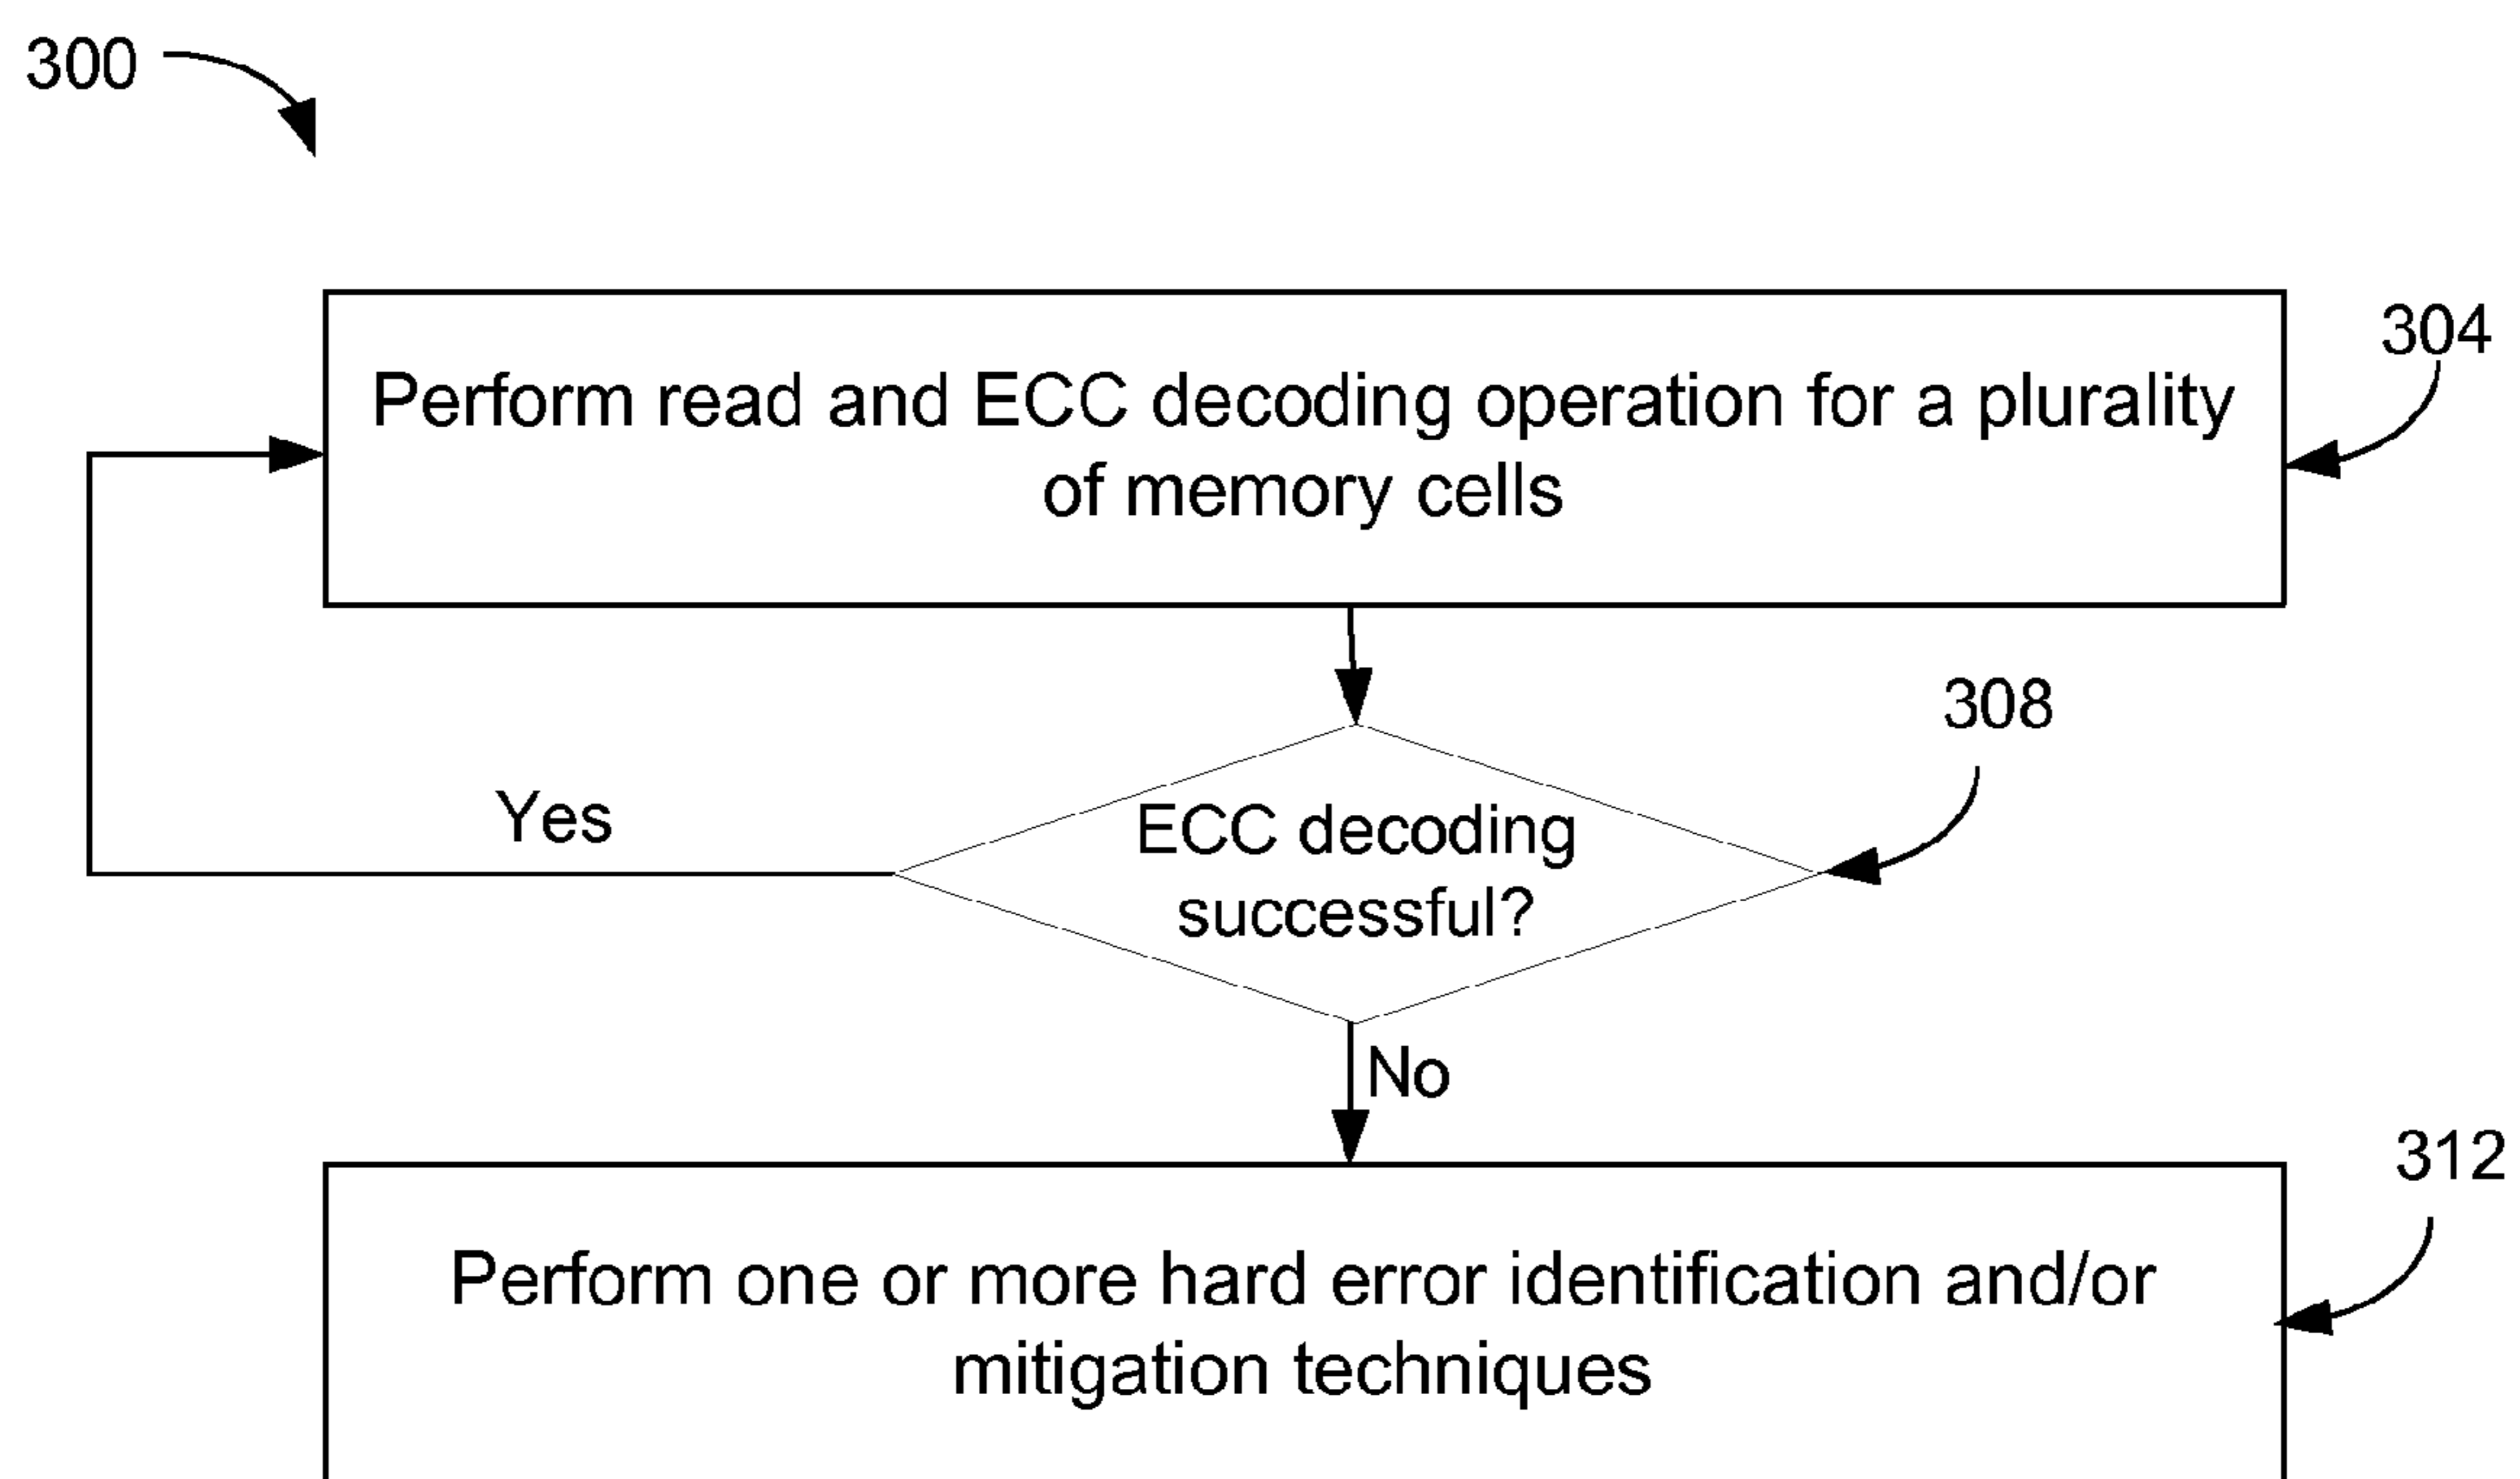 300
304
Perform read and ECC decoding operation for a plurality
of memory cells
308
Yes
ECC decoding
successful?
No
312
Perform one or more hard error identification and/or
mitigation techniques